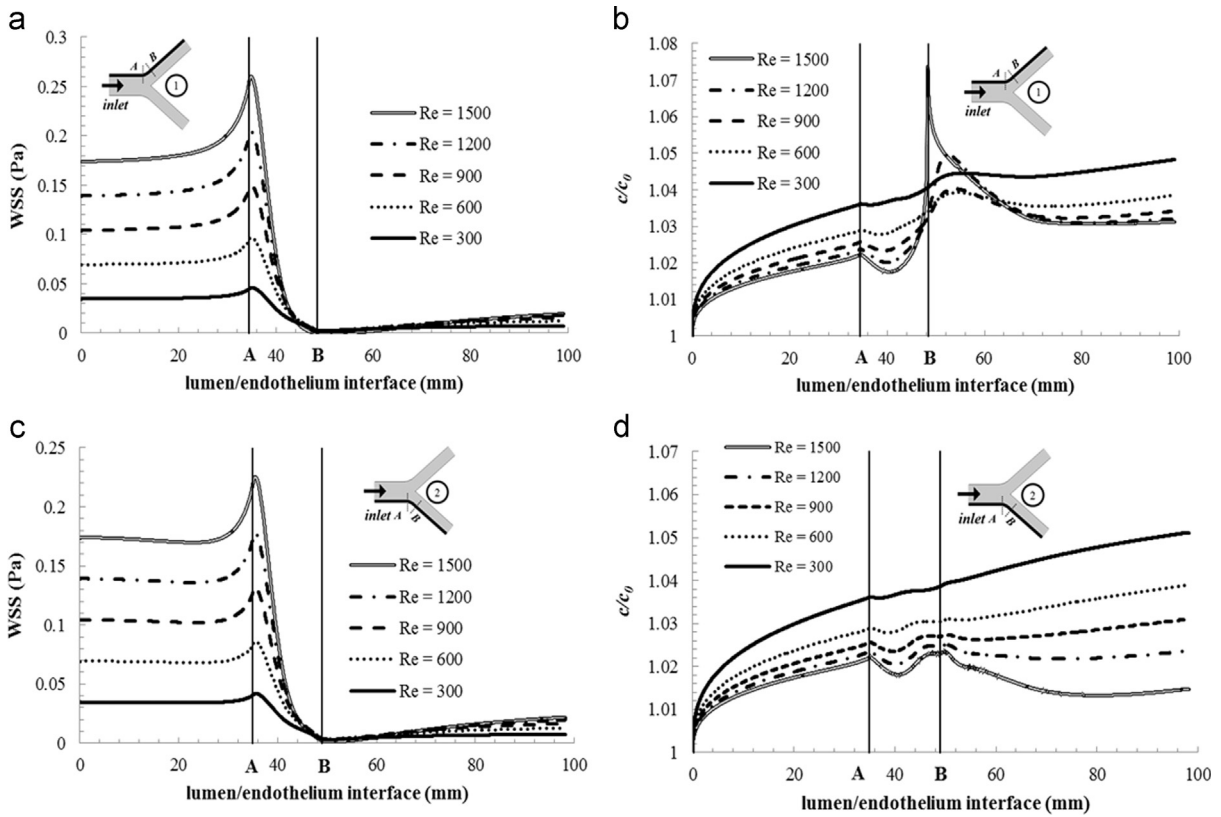 a
WSS (Pa)
0.3
0.25
0.2
0.15
0.1
0.05
0
A
B
inlet
1
Re = 1500
Re = 1200
Re = 900
Re = 600
Re = 300
0
20
A
40
B
60
80
100
lumen/endothelium interface (mm)
b
c/c0
1.08
1.07
1.06
1.05
1.04
1.03
1.02
1.01
1
Re = 1500
Re = 1200
Re = 900
Re = 600
Re = 300
A
B
inlet
1
0
20
A
40
B
60
80
100
lumen/endothelium interface (mm)
c
WSS (Pa)
0.25
0.2
0.15
0.1
0.05
0
inlet A
B
2
Re = 1500
Re = 1200
Re = 900
Re = 600
Re = 300
0
20
A
40
B
60
80
100
lumen/endothelium interface (mm)
d
c/c0
1.07
1.06
1.05
1.04
1.03
1.02
1.01
1
Re = 1500
Re = 1200
Re = 900
Re = 600
Re = 300
inlet A
B
2
0
20
A
40
B
60
80
100
lumen/endothelium interface (mm)